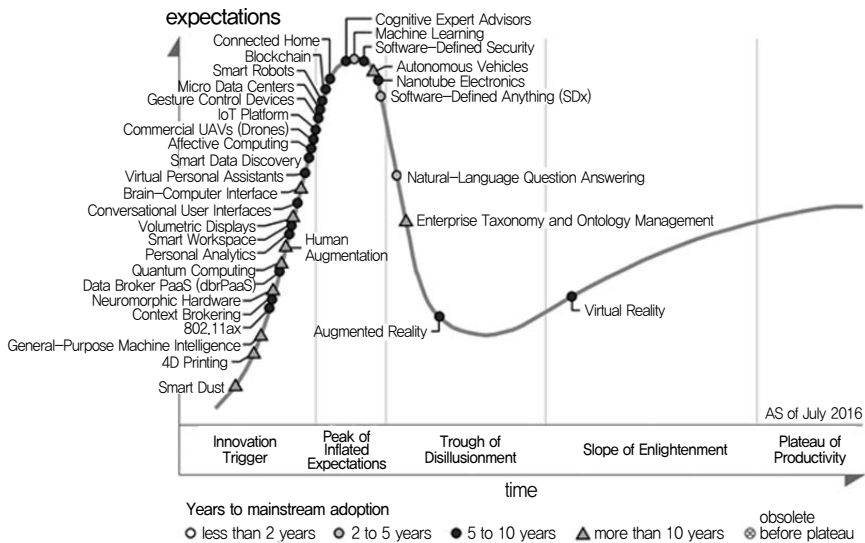 expectations
Cognitive Expert Advisors
Machine Learning
Software-Defined Security
Connected Home
Blockchain
Autonomous Vehicles
Smart Robots
Nanotube Electronics
Micro Data Centers
Software-Defined Anything (SDx)
Gesture Control Devices
IoT Platform
Commercial UAVs (Drones)
Affective Computing
Smart Data Discovery
Virtual Personal Assistants
Natural-Language Question Answering
Brain-Computer Interface
Conversational User Interfaces
Volumetric Displays
Enterprise Taxonomy and Ontology Management
Smart Workspace
Human
Augmentation
Personal Analytics
Quantum Computing
Data Broker PaaS (dbrPaaS)
Neuromorphic Hardware
Context Brokering
802.11ax
Virtual Reality
Augmented Reality
General-Purpose Machine Intelligence
4D Printing
Smart Dust
AS of July 2016
Innovation
Trigger
Peak of
Inflated
Expectations
Trough of
Disillusionment
Slope of Enlightenment
Plateau of
Productivity
time
Years to mainstream adoption
less than 2 years
2 to 5 years
5 to 10 years
more than 10 years
obsolete
before plateau